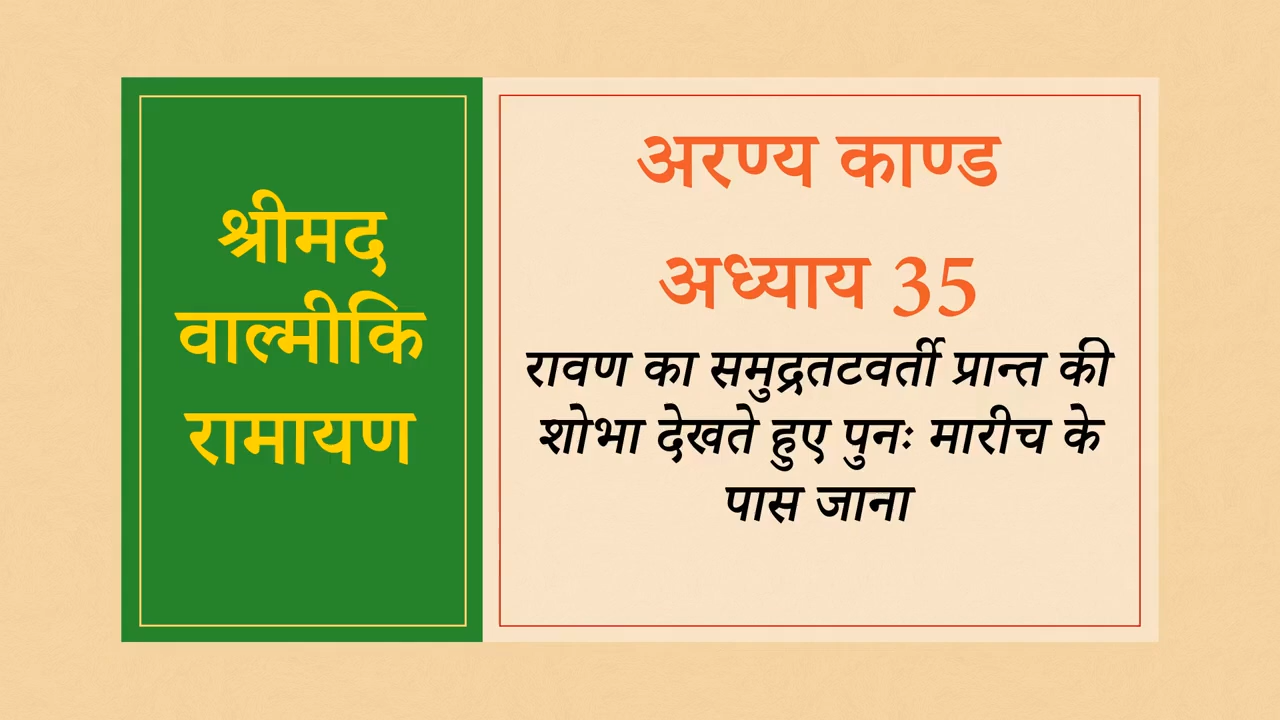 श्रीमद
वाल्मीकि
रामायण
अरण्य काण्ड
अध्याय 35
रावण का समुद्रतटवर्ती प्रान्त की
शोभा देखते हुए पुनः मारीच के
पास जाना